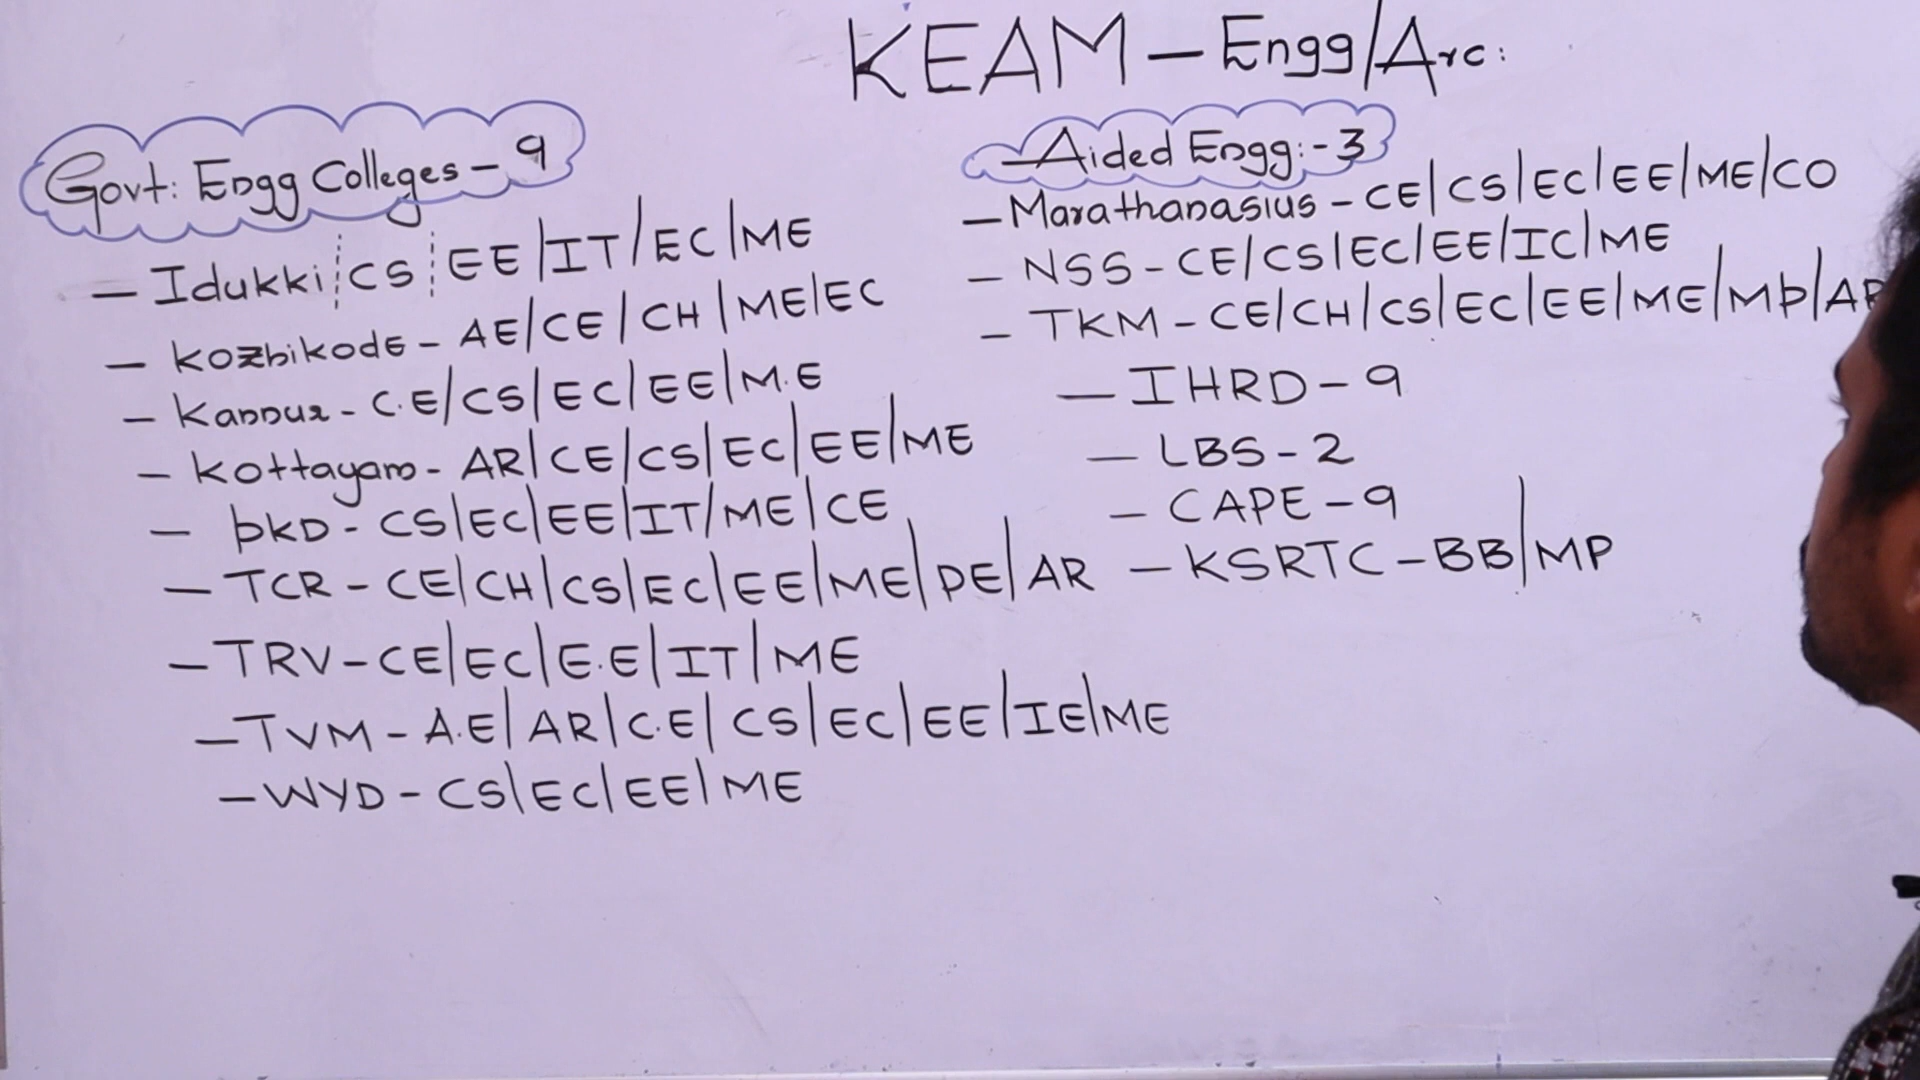 KEAM - Engg/Arc:
Govt: Engg Colleges - 9
- Idukki|CS|EE|IT/EC|ME
- Kozhikode - AE/CE/CH|ME|EC
- Kannur - C.E/CS|EC|EE|M.E
- Kottayam - AR|CE/CS|EC|EE|ME
- PKD - CS|EC|EE|IT/ME|CE
- TCR - CE|CH|CS|EC|EE|ME|PE|AR
- TRV - CE|EC|E.E|IT|ME
- TVM - A.E|AR|C.E|CS|EC|EE|IE|ME
- WYD - CS|EC|EE|ME
- Aided Engg: - 3
- Marathanasius - CE|CS|EC|EE|ME|CO
- NSS - CE/CS|EC|EE/IC|ME
- TKM - CE/CH/CS|EC|EE|ME|MP|AR
- IHRD - 9
- LBS - 2
- CAPE - 9
- KSRTC - BB|MP